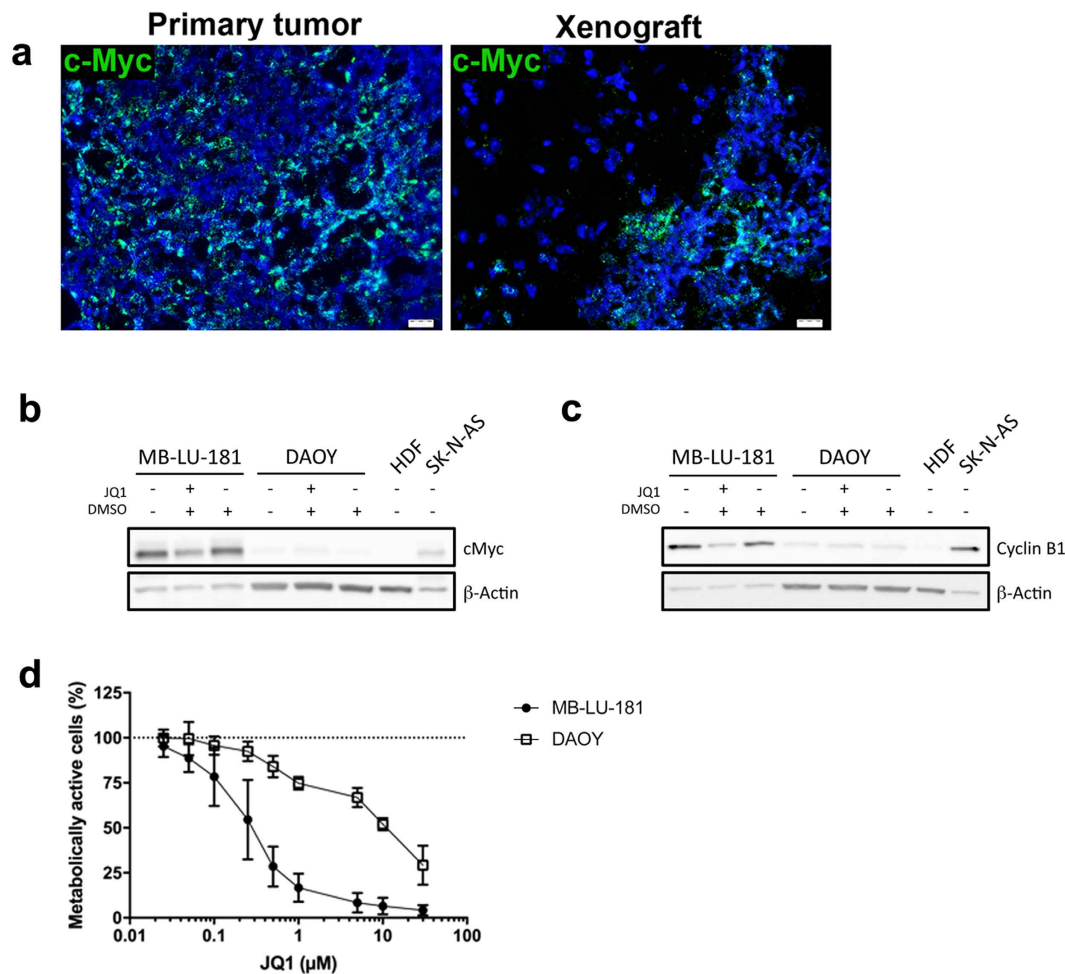 Primary tumor
Xenograft
a
c-Myc
c-Myc
b
MB-LU-181
DAOY
HDF
SK-N-AS
JQ1
- + - - + - - -
DMSO
- + + - + + - -
cMyc
β-Actin
c
MB-LU-181
DAOY
HDF
SK-N-AS
JQ1
- + - - + - - -
DMSO
- + + - + + - -
Cyclin B1
β-Actin
d
Metabolically active cells (%)
125
100
75
50
25
0
0.01
0.1
1
10
100
JQ1 (µM)
MB-LU-181
DAOY